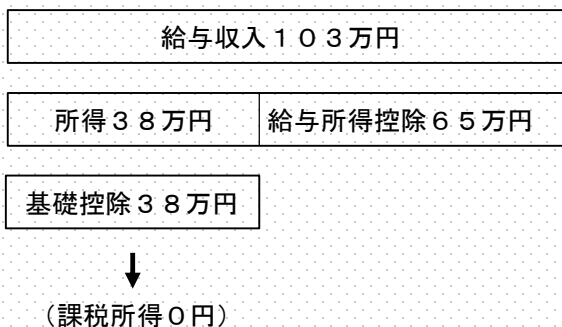 給与収入１０３万円
所得３８万円 給与所得控除６５万円
基礎控除３８万円
（課税所得０円）